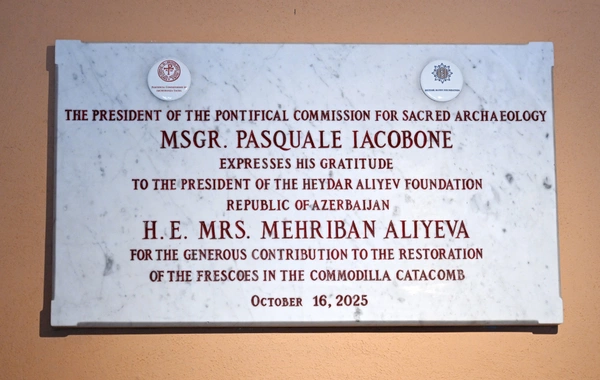 THE PRESIDENT OF THE PONTIFICAL COMMISSION FOR SACRED ARCHAEOLOGY
MSGR. PASQUALE IACOBONE
EXPRESSES HIS GRATITUDE
TO THE PRESIDENT OF THE HEYDAR ALIYEV FOUNDATION
REPUBLIC OF AZERBAIJAN
H. E. MRS. MEHRIBAN ALIYEVA
FOR THE GENEROUS CONTRIBUTION TO THE RESTORATION
OF THE FRESCOES IN THE COMMODILLA CATACOMB
OCTOBER 16, 2025